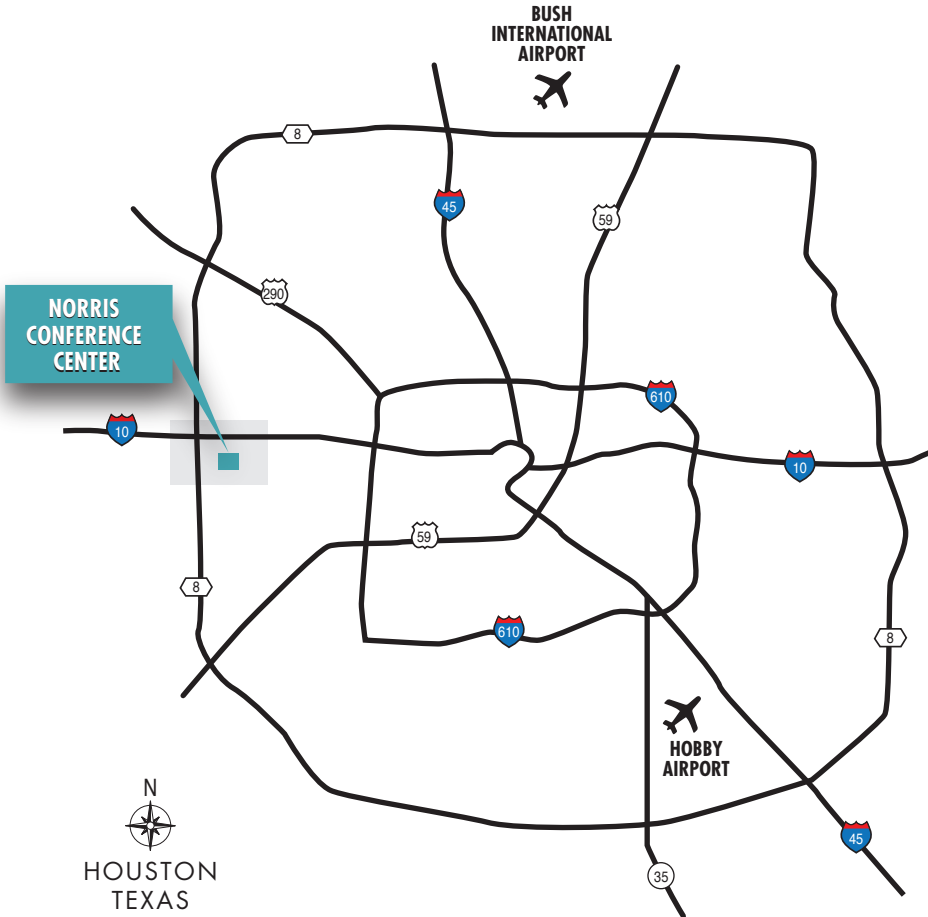 BUSH
INTERNATIONAL
AIRPORT
8
45
59
290
NORRIS
CONFERENCE
CENTER
610
10
10
59
8
610
8
HOBBY
AIRPORT
N
HOUSTON
TEXAS
45
35